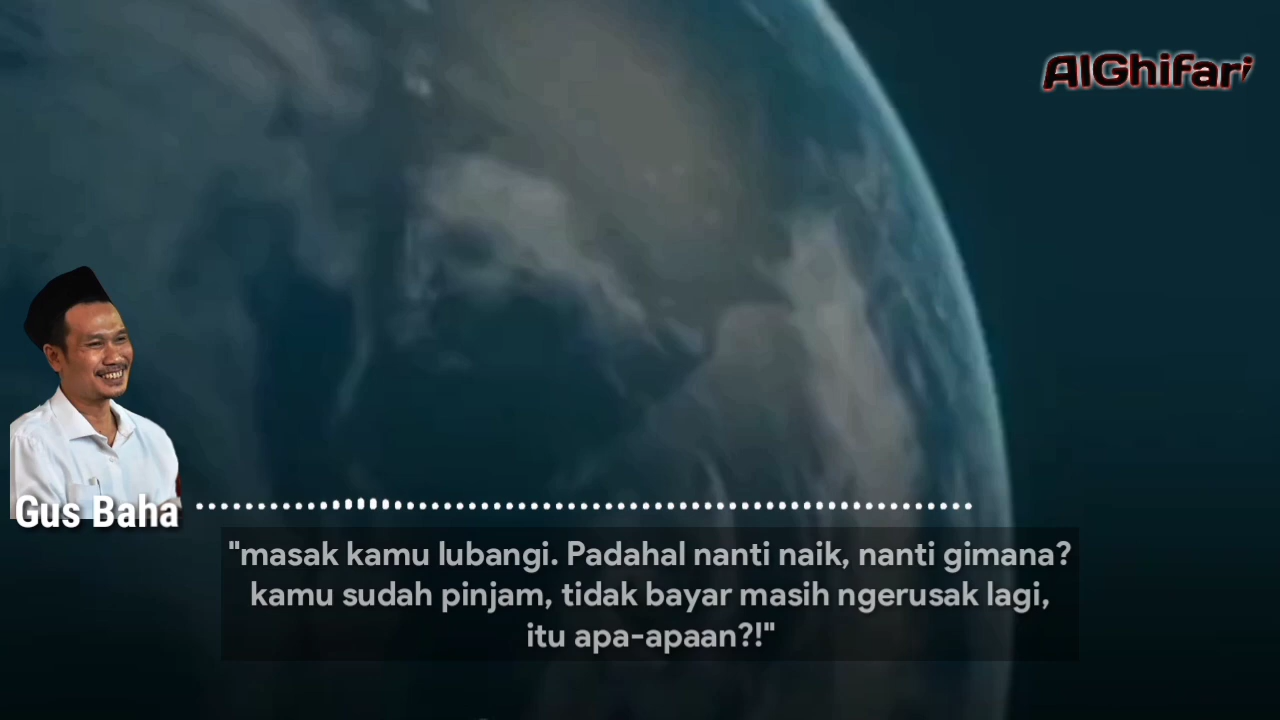 AlGhifari
Gus Baha
"masak kamu lubangi. Padahal nanti naik, nanti gimana?
kamu sudah pinjam, tidak bayar masih ngerusak lagi,
itu apa-apaan?!"